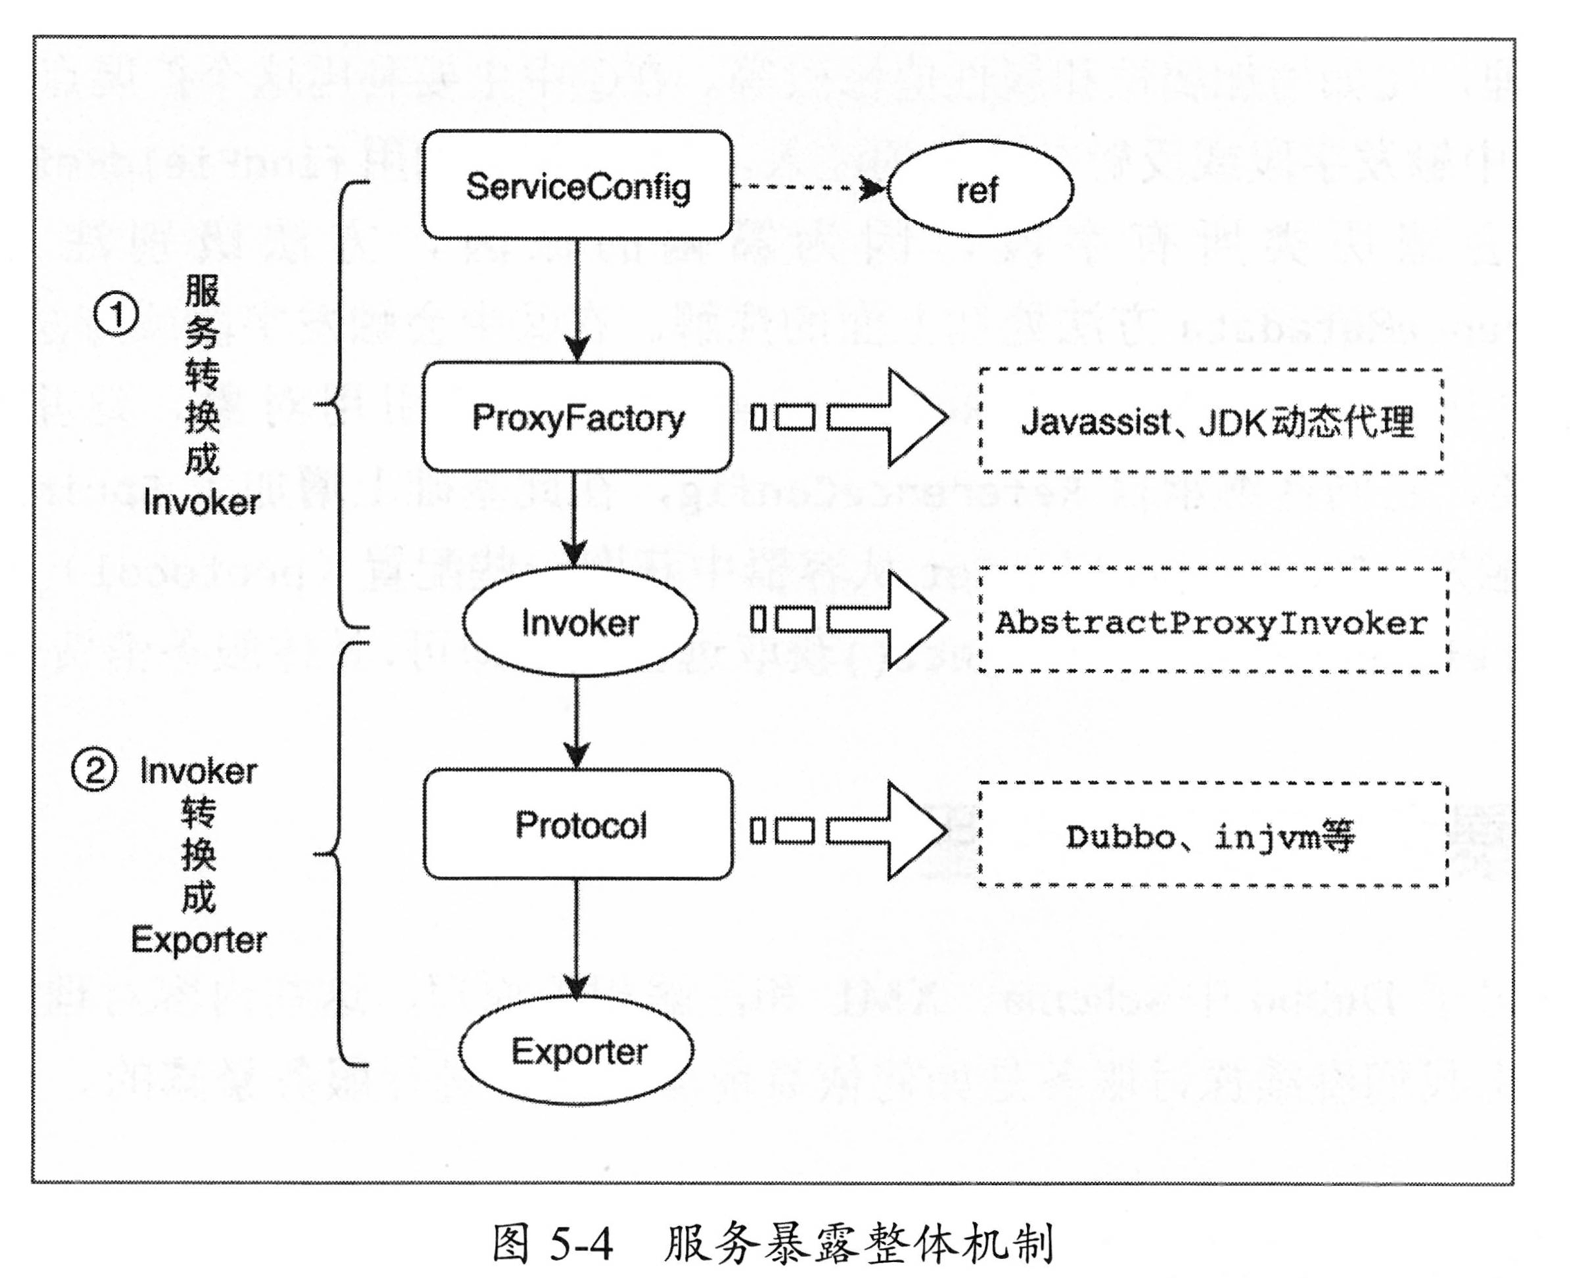 ServiceConfig
ref
①
服
务
转
换
成
Invoker
ProxyFactory
Javassist、JDK动态代理
Invoker
AbstractProxyInvoker
②
Invoker
转
换
成
Exporter
Protocol
Dubbo、injvm等
Exporter
图 5-4 服务暴露整体机制